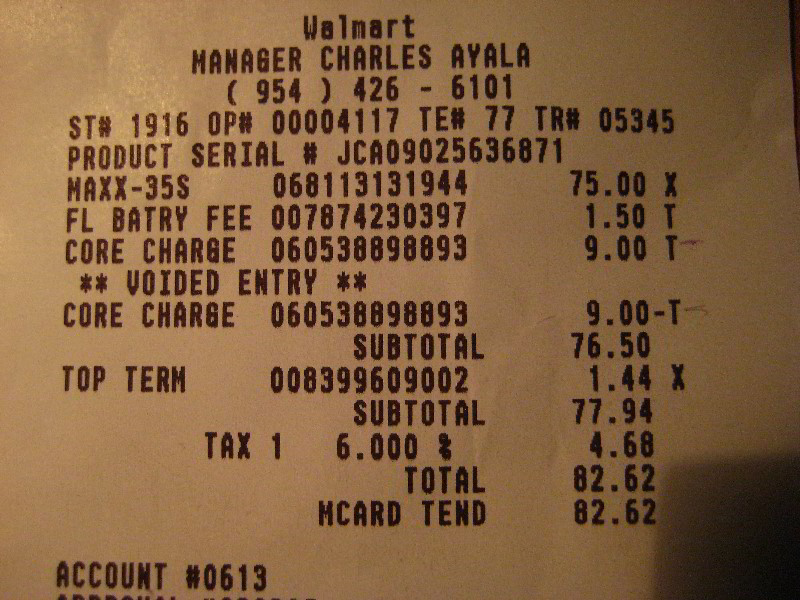 Walmart
MANAGER CHARLES AYALA
( 954 ) 426 - 6101
ST# 1916 OP# 00004117 TE# 77 TR# 05345
PRODUCT SERIAL # JCA09025636871
MAXX-35S 068113131944 75.00 X
FL BATRY FEE 007874230397 1.50 T
CORE CHARGE 060538898893 9.00 T
** VOIDED ENTRY **
CORE CHARGE 060538898893 9.00-T
SUBTOTAL 76.50
TOP TERM 008399609002 1.44 X
SUBTOTAL 77.94
TAX 1 6.000 % 4.68
TOTAL 82.62
MCARD TEND 82.62
ACCOUNT #0613